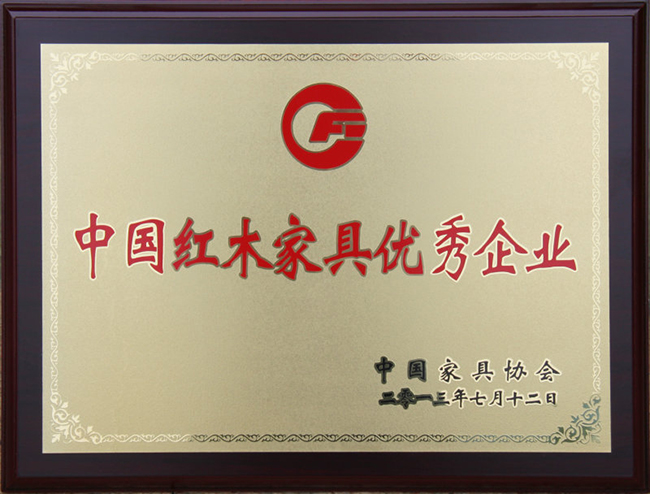 中国红木家具优秀企业
中国家具协会
二零一三年七月十二日